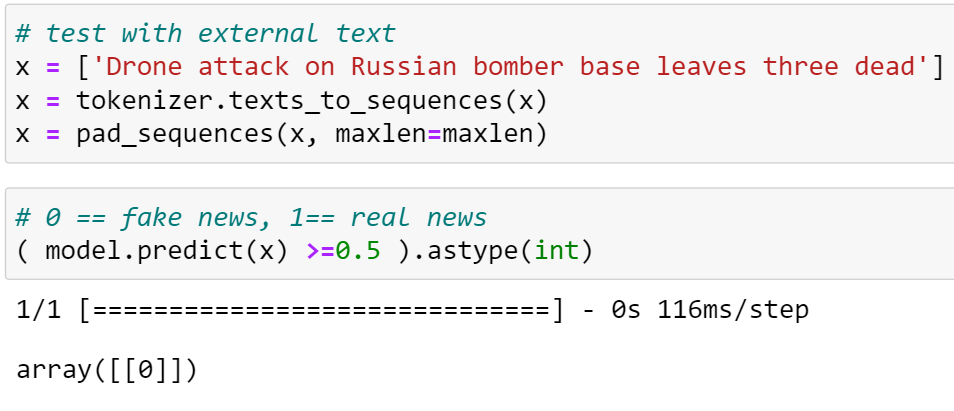 # test with external text
x = ['Drone attack on Russian bomber base leaves three dead']
x = tokenizer.texts_to_sequences(x)
x = pad_sequences(x, maxlen=maxlen)
# 0 == fake news, 1== real news
( model.predict(x) >=0.5 ).astype(int)
1/1 [==============================] - 0s 116ms/step
array([[0]])